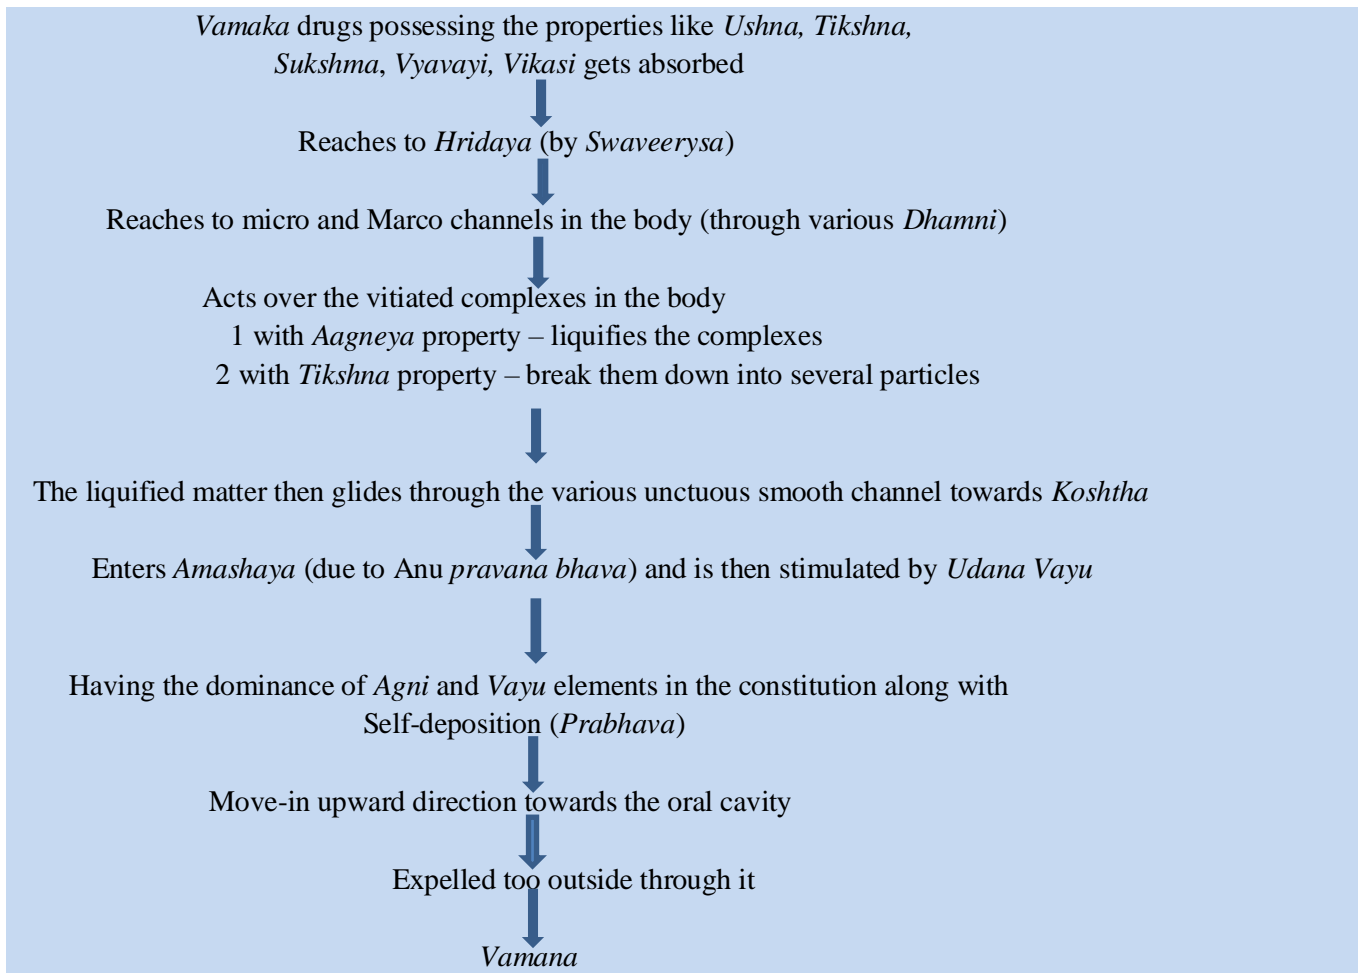 Vamaka drugs possessing the properties like Ushna, Tikshna,
Sukshma, Vyavayi, Vikasi gets absorbed
Reaches to Hridaya (by Swaveerysa)
Reaches to micro and Marco channels in the body (through various Dhamni)
Acts over the vitiated complexes in the body
1 with Aagneya property – liquifies the complexes
2 with Tikshna property – break them down into several particles
The liquified matter then glides through the various unctuous smooth channel towards Koshtha
Enters Amashaya (due to Anu pravana bhava) and is then stimulated by Udana Vayu
Having the dominance of Agni and Vayu elements in the constitution along with
Self-deposition (Prabhava)
Move-in upward direction towards the oral cavity
Expelled too outside through it
Vamana